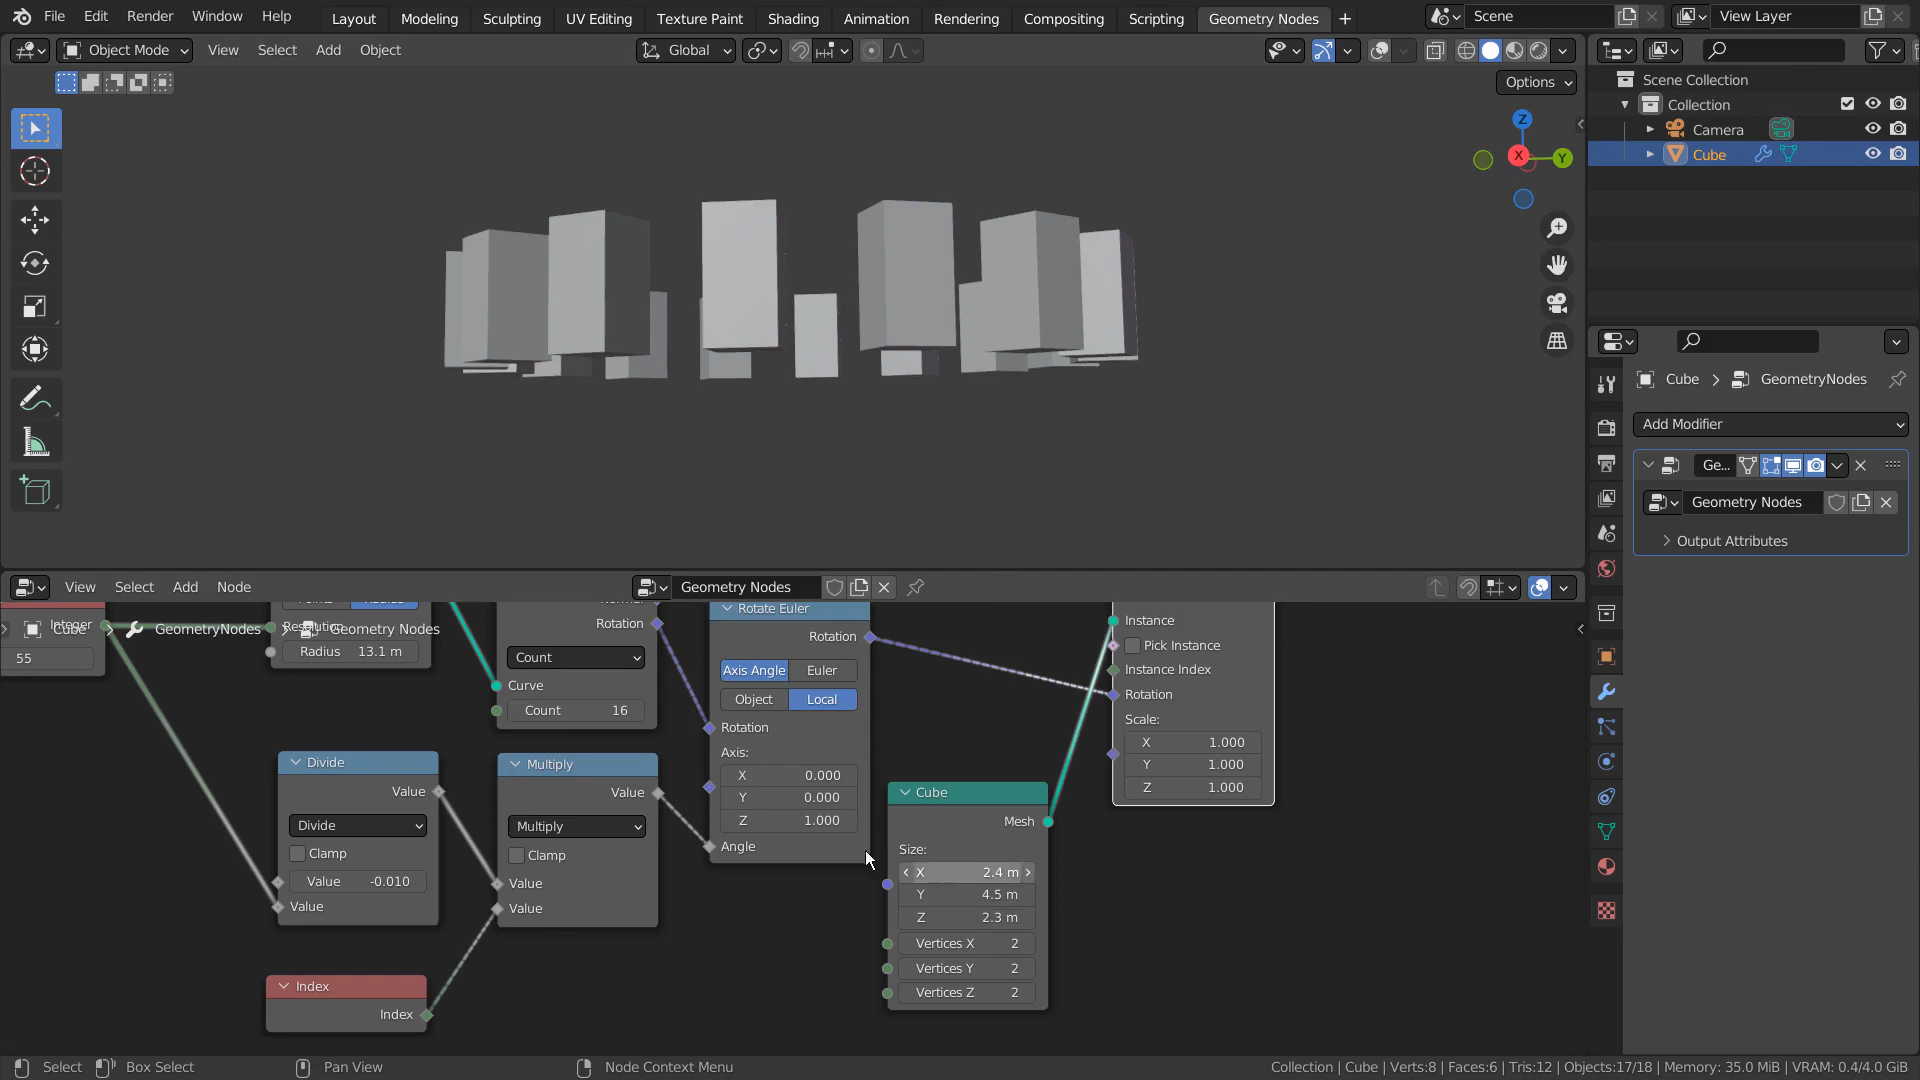 File Edit Render Window Help Layout Modeling Sculpting UV Editing Texture Paint Shading Animation Rendering Compositing Scripting Geometry Nodes + Scene View Layer
Object Mode View Select Add Object Global
Options
Z
X
Y
Scene Collection
Collection
Camera
Cube
Cube > GeometryNodes
Add Modifier
Ge...
Geometry Nodes
Output Attributes
View Select Add Node Geometry Nodes
Cube > GeometryNodes > Geometry Nodes
Integer
55
Radius 13.1 m
Rotation
Count
Curve
Count 16
Rotate Euler
Rotation
Axis Angle Euler
Object Local
Rotation
Axis:
X 0.000
Y 0.000
Z 1.000
Angle
Instance
Pick Instance
Instance Index
Rotation
Scale:
X 1.000
Y 1.000
Z 1.000
Divide
Value
Divide
Clamp
Value -0.010
Value
Multiply
Value
Multiply
Clamp
Value
Value
Index
Index
Cube
Mesh
Size:
X 2.4 m
Y 4.5 m
Z 2.3 m
Vertices X 2
Vertices Y 2
Vertices Z 2
Select Box Select Pan View Node Context Menu Collection | Cube | Verts:8 | Faces:6 | Tris:12 | Objects:17/18 | Memory: 35.0 MiB | VRAM: 0.4/4.0 GiB